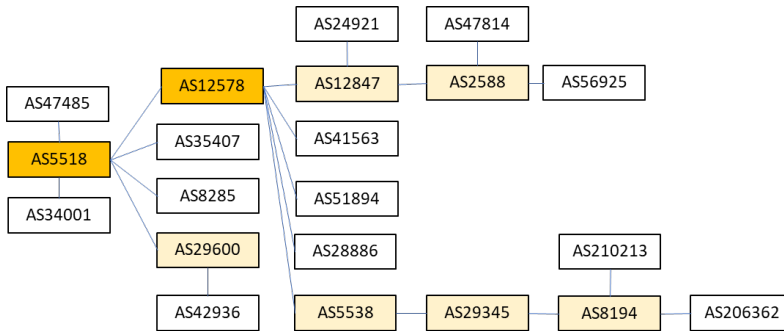 AS24921
AS47814
AS12578
AS12847
AS2588
AS56925
AS47485
AS35407
AS41563
AS5518
AS8285
AS51894
AS34001
AS29600
AS28886
AS210213
AS42936
AS5538
AS29345
AS8194
AS206362